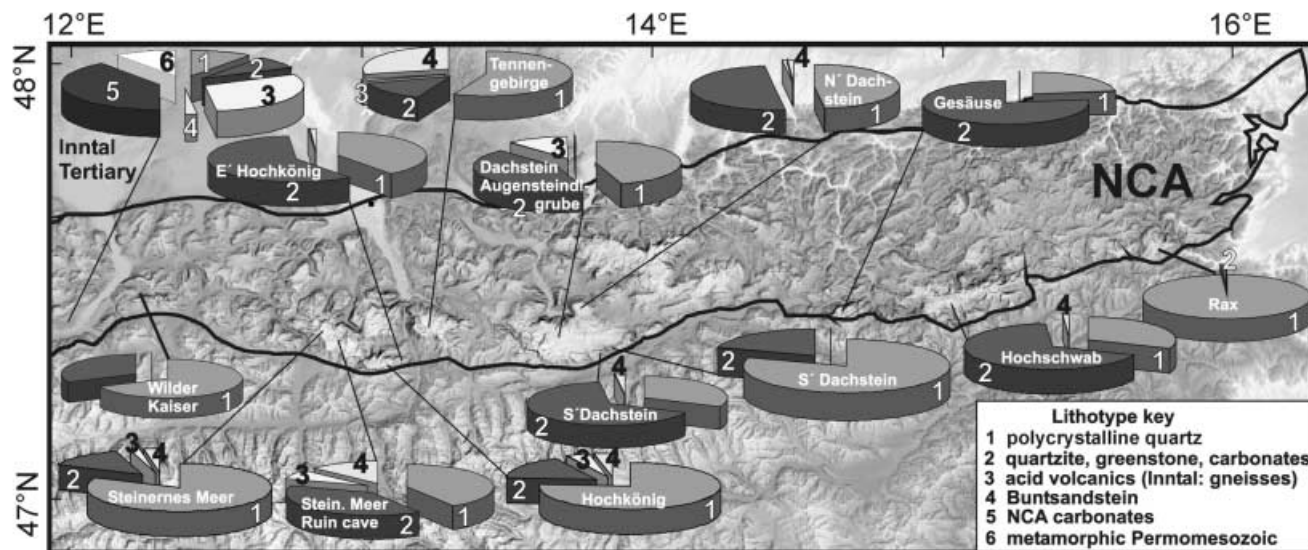 12°E 14°E 16°E
48°N
47°N
6 1 2 5 3 4
Inntal
Tertiary
4 3 2 1
Tennen-
gebirge
4 2 1
N´ Dach-
stein
Gesäuse
1 2
E´ Hochkönig
2 1
3
Dachstein
Augensteindl-
grube
2 1
NCA
2
Rax
1
Wilder
Kaiser
1
4
S´Dachstein
2
2
S´ Dachstein
1
4
Hochschwab
2 1
3 4
2
Steinernes Meer
1
3 4
Stein. Meer
Ruin cave
2 1
3 4
2
Hochkönig
1
Lithotype key
1 polycrystalline quartz
2 quartzite, greenstone, carbonates
3 acid volcanics (Inntal: gneisses)
4 Buntsandstein
5 NCA carbonates
6 metamorphic Permomesozoic